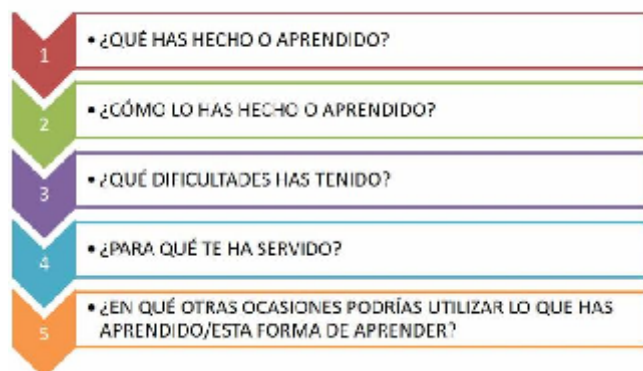 1
• ¿QUÉ HAS HECHO O APRENDIDO?
2
• ¿CÓMO LO HAS HECHO O APRENDIDO?
3
• ¿QUÉ DIFICULTADES HAS TENIDO?
4
• ¿PARA QUÉ TE HA SERVIDO?
5
• ¿EN QUÉ OTRAS OCASIONES PODRÍAS UTILIZAR LO QUE HAS
APRENDIDO/ESTA FORMA DE APRENDER?